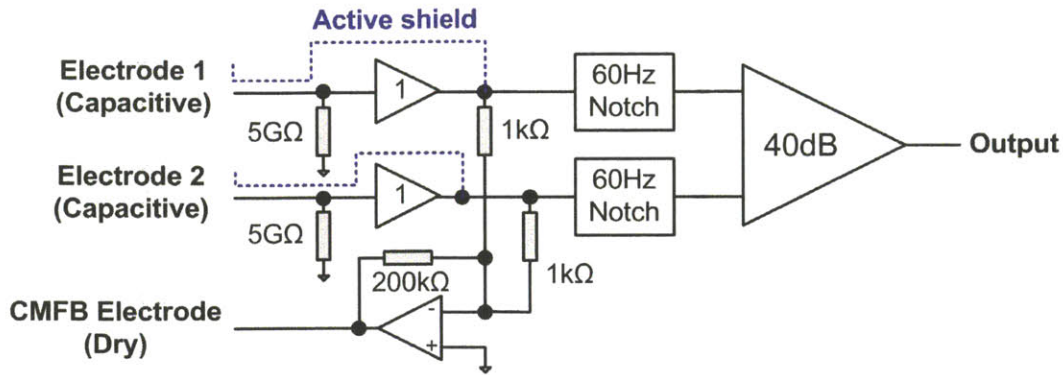 Active shield
Electrode 1
(Capacitive)
1
5GΩ
1kΩ
60Hz
Notch
40dB
Output
Electrode 2
(Capacitive)
1
5GΩ
60Hz
Notch
1kΩ
200kΩ
CMFB Electrode
(Dry)
-
+